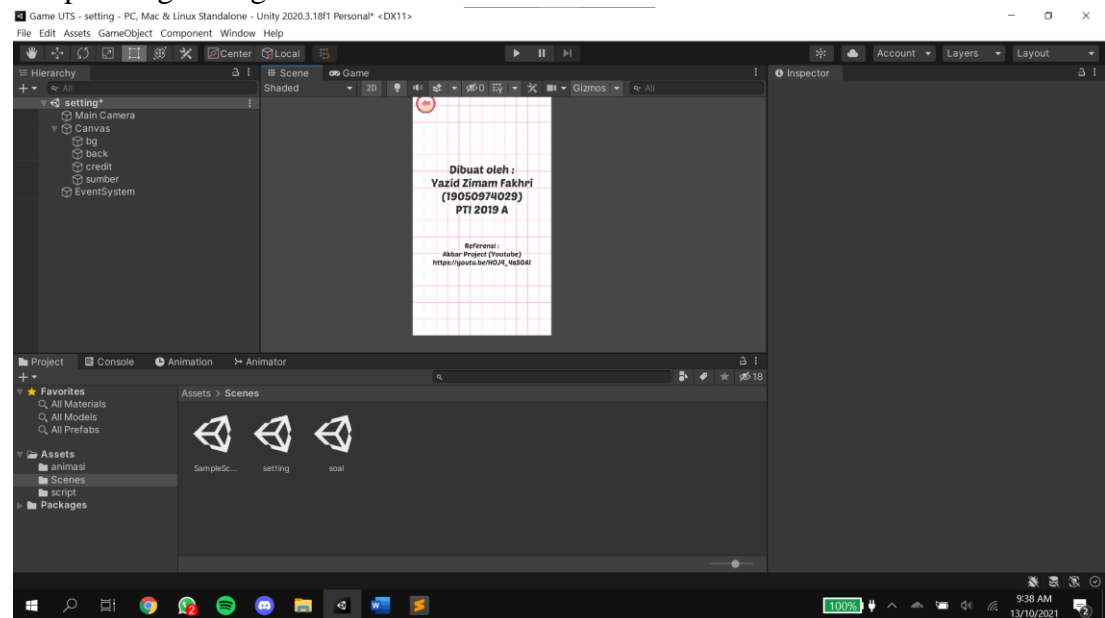 Game UTS - setting - PC, Mac & Linux Standalone - Unity 2020.3.18f1 Personal* <DX11>
File Edit Assets GameObject Component Window Help
Center Local Account Layers Layout
Hierarchy
All
setting*
Main Camera
Canvas
bg
back
credit
sumber
EventSystem
Scene Game
Shaded 2D 0 Gizmos All
Dibuat oleh :
Yazid Zimam Fakhri
(19050974029)
PTI 2019 A
Referensi :
Akbar Project (Youtube)
Inspector
Project Console Animation Animator
18
Favorites
All Materials
All Models
All Prefabs
Assets
animasi
Scenes
script
Packages
Assets > Scenes
SampleSc... setting soal
100%
9:38 AM
13/10/2021
2